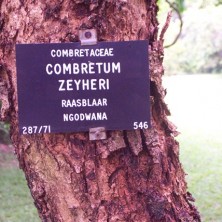 COMBRETACEAE
COMBRETUM
ZEYHERI
RAASBLAAR
NGODWANA
287/71 546